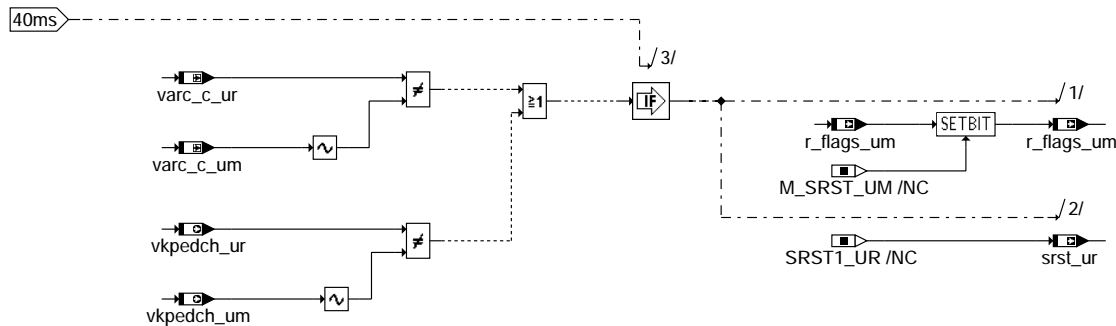 40ms
/3/
varc_c_ur
≠
≥1
IF
/1/
varc_c_um
~
r_flags_um
SETBIT
r_flags_um
M_SRST_UM /NC
/2/
vkpedch_ur
≠
SRST1_UR /NC
srst_ur
vkpedch_um
~